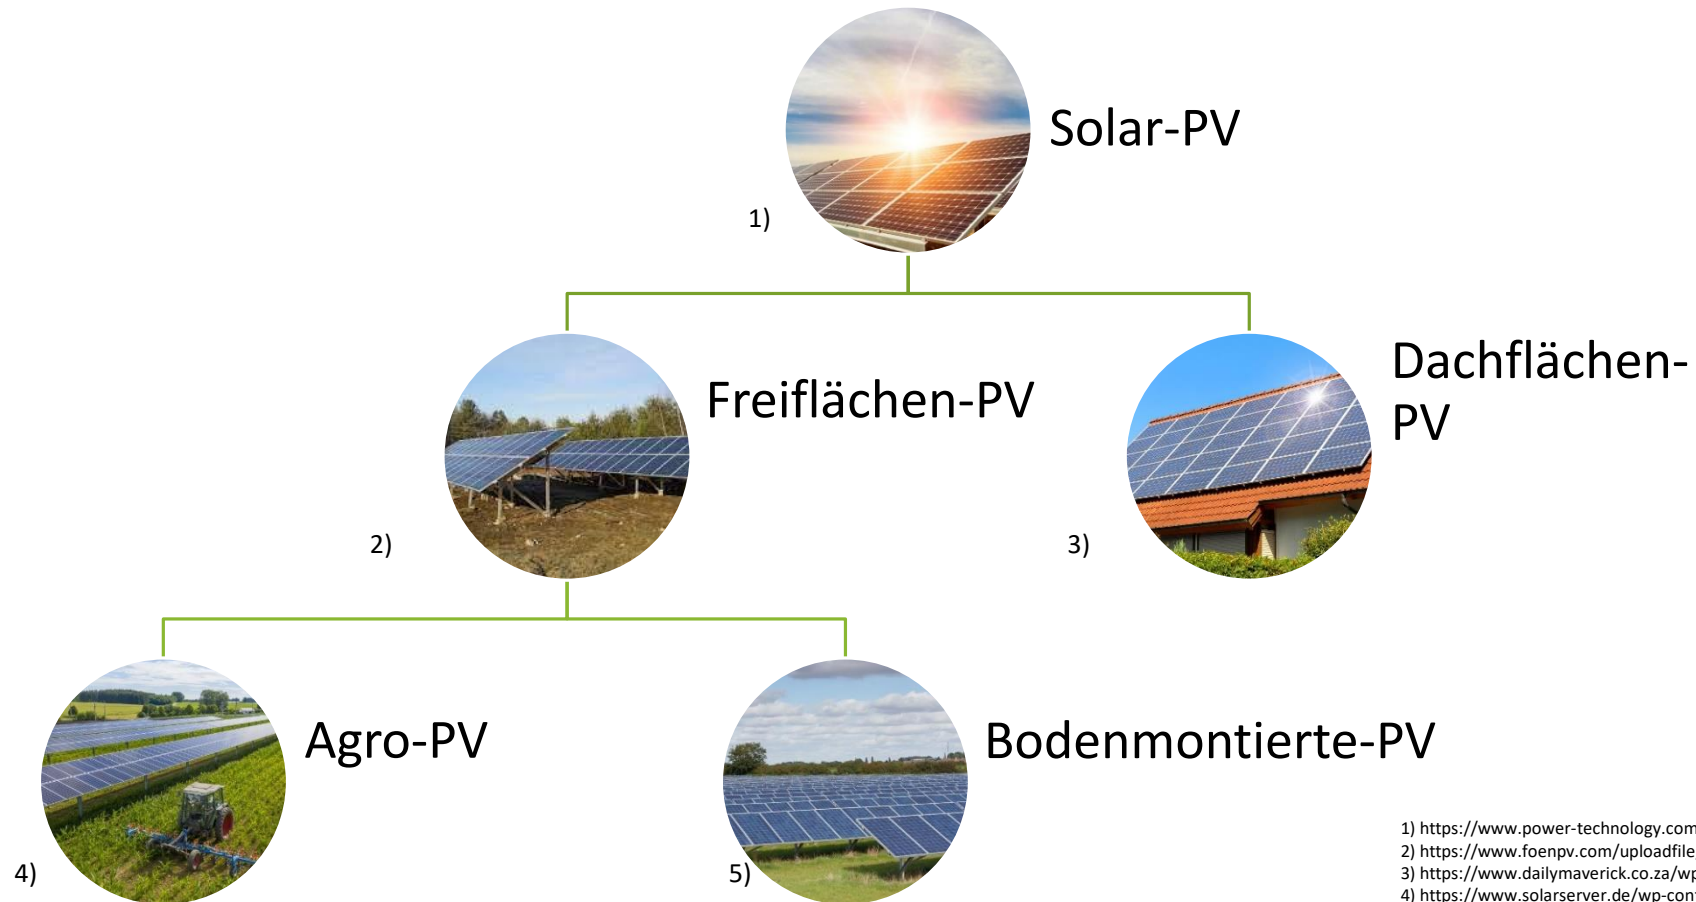 Solar-PV
1)
Freiflächen-PV
Dachflächen-
PV
2)
3)
Agro-PV
Bodenmontierte-PV
4)
5)
1) https://www.power-technology.com
2) https://www.foenpv.com/uploadfile
3) https://www.dailymaverick.co.za/wp
4) https://www.solarserver.de/wp-con